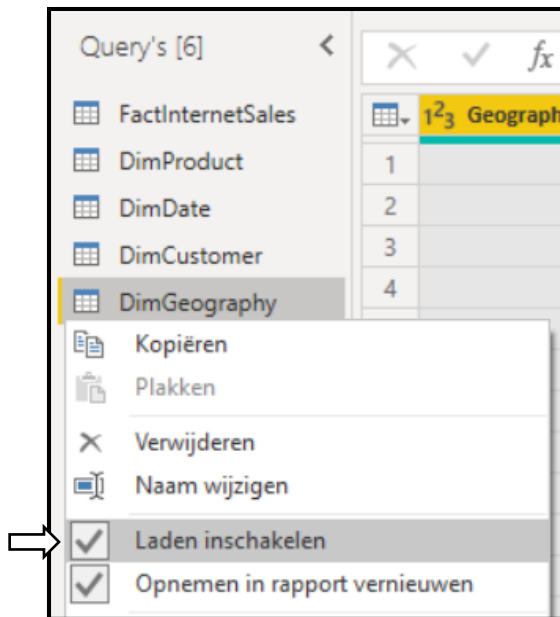 Query's [6]
fx
FactInternetSales
DimProduct
DimDate
DimCustomer
DimGeography
1²3 Geograph
1
2
3
4
Kopiëren
Plakken
Verwijderen
Naam wijzigen
Laden inschakelen
Opnemen in rapport vernieuwen